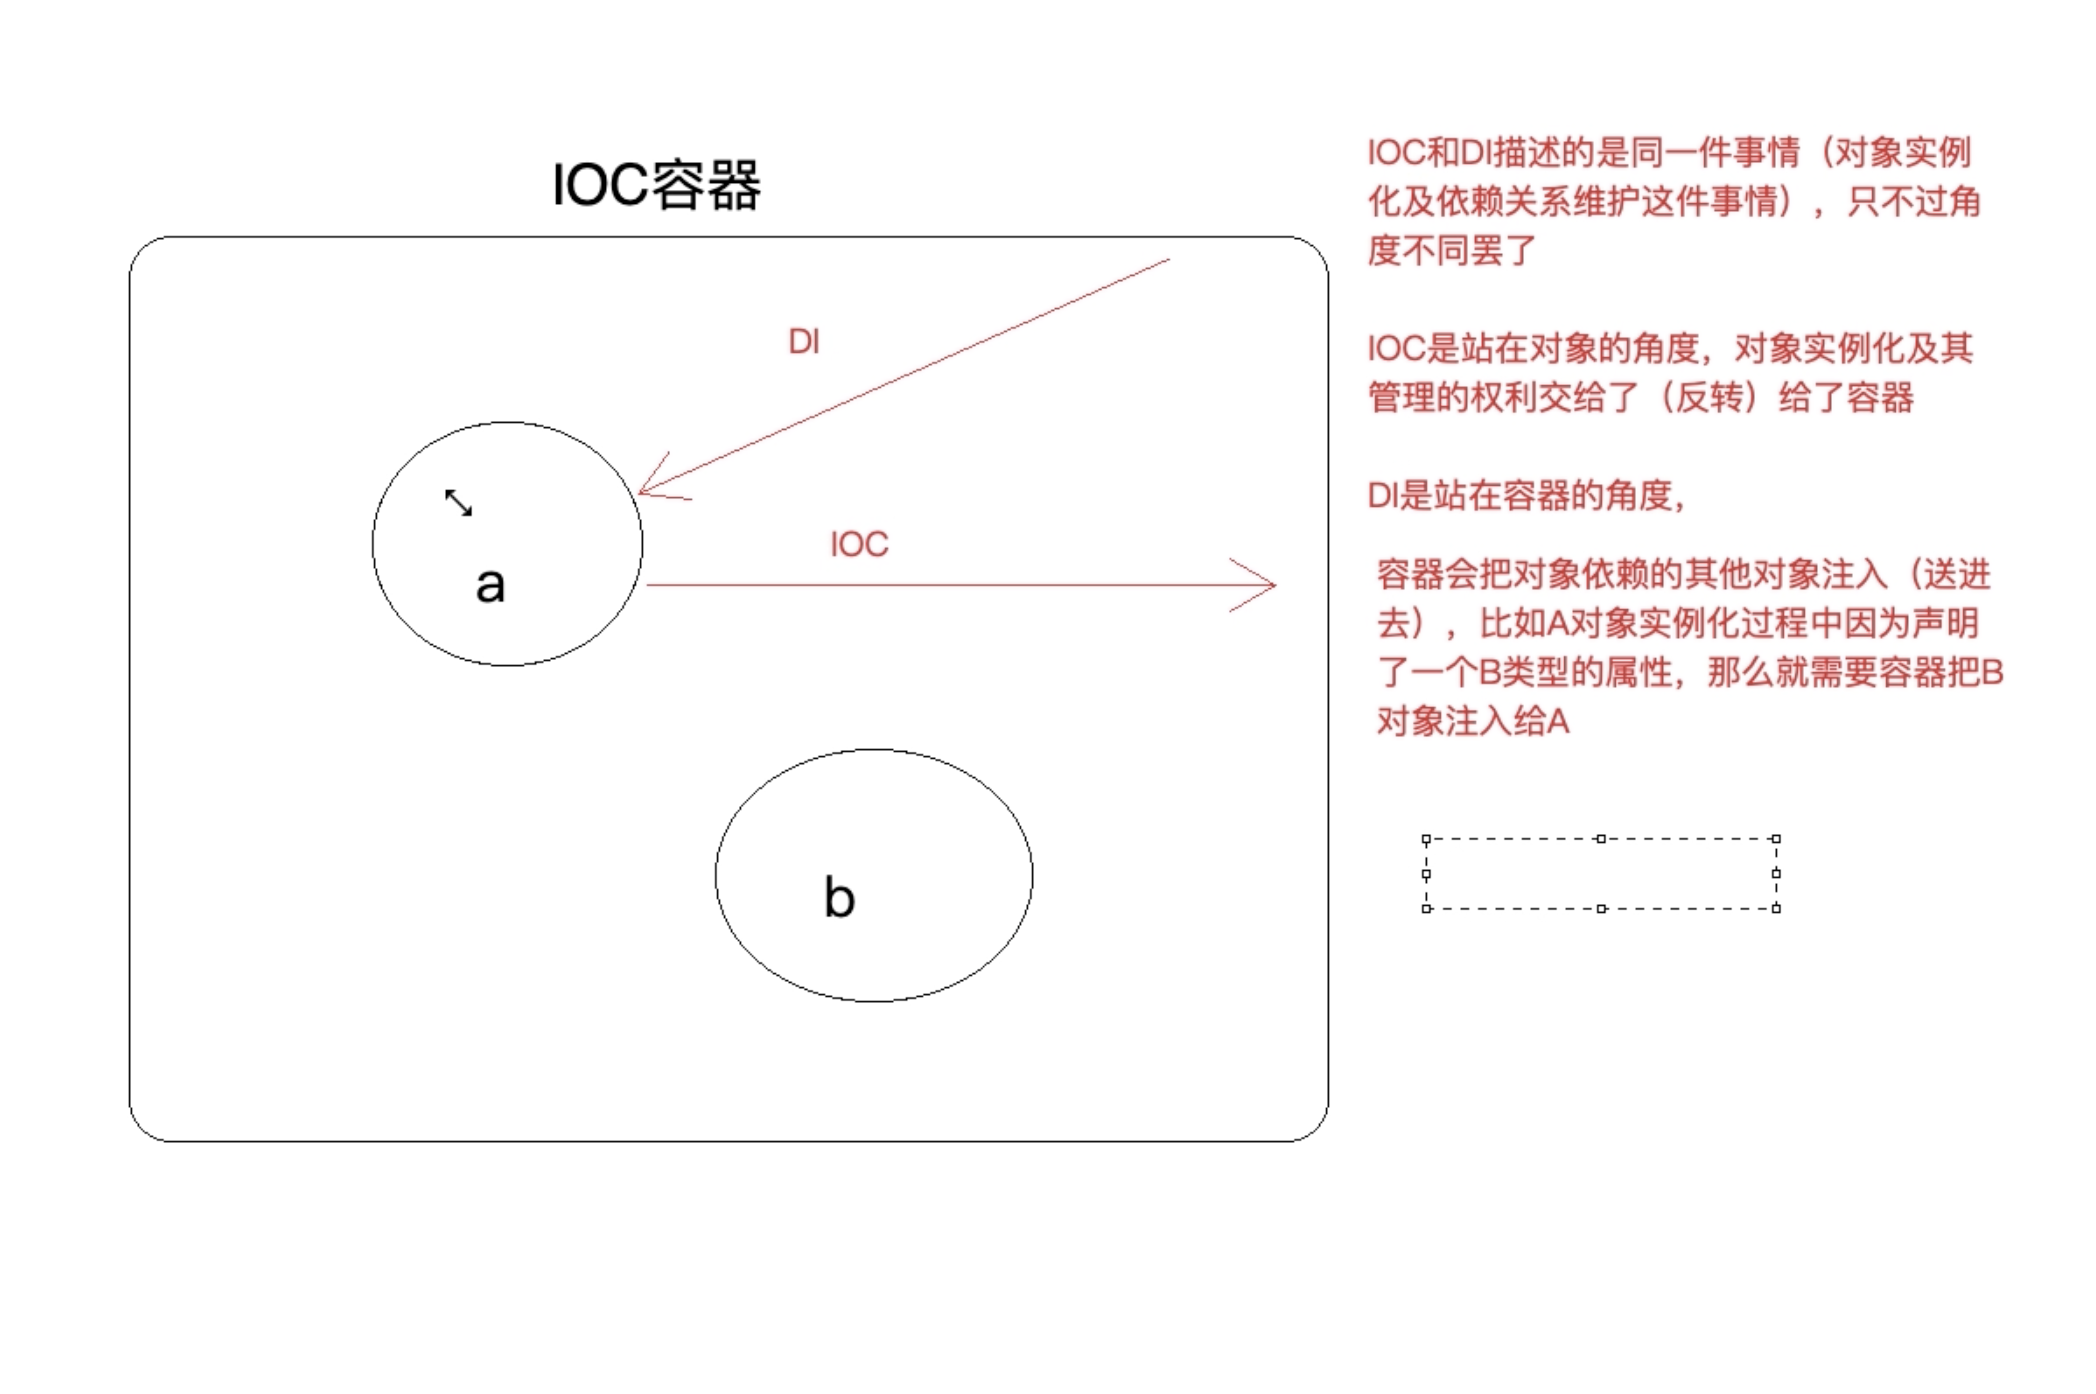 IOC容器
DI
IOC
a
b
IOC和DI描述的是同一件事情（对象实例
化及依赖关系维护这件事情），只不过角
度不同罢了
IOC是站在对象的角度，对象实例化及其
管理的权利交给了（反转）给了容器
DI是站在容器的角度，
容器会把对象依赖的其他对象注入（送进
去），比如A对象实例化过程中因为声明
了一个B类型的属性，那么就需要容器把B
对象注入给A